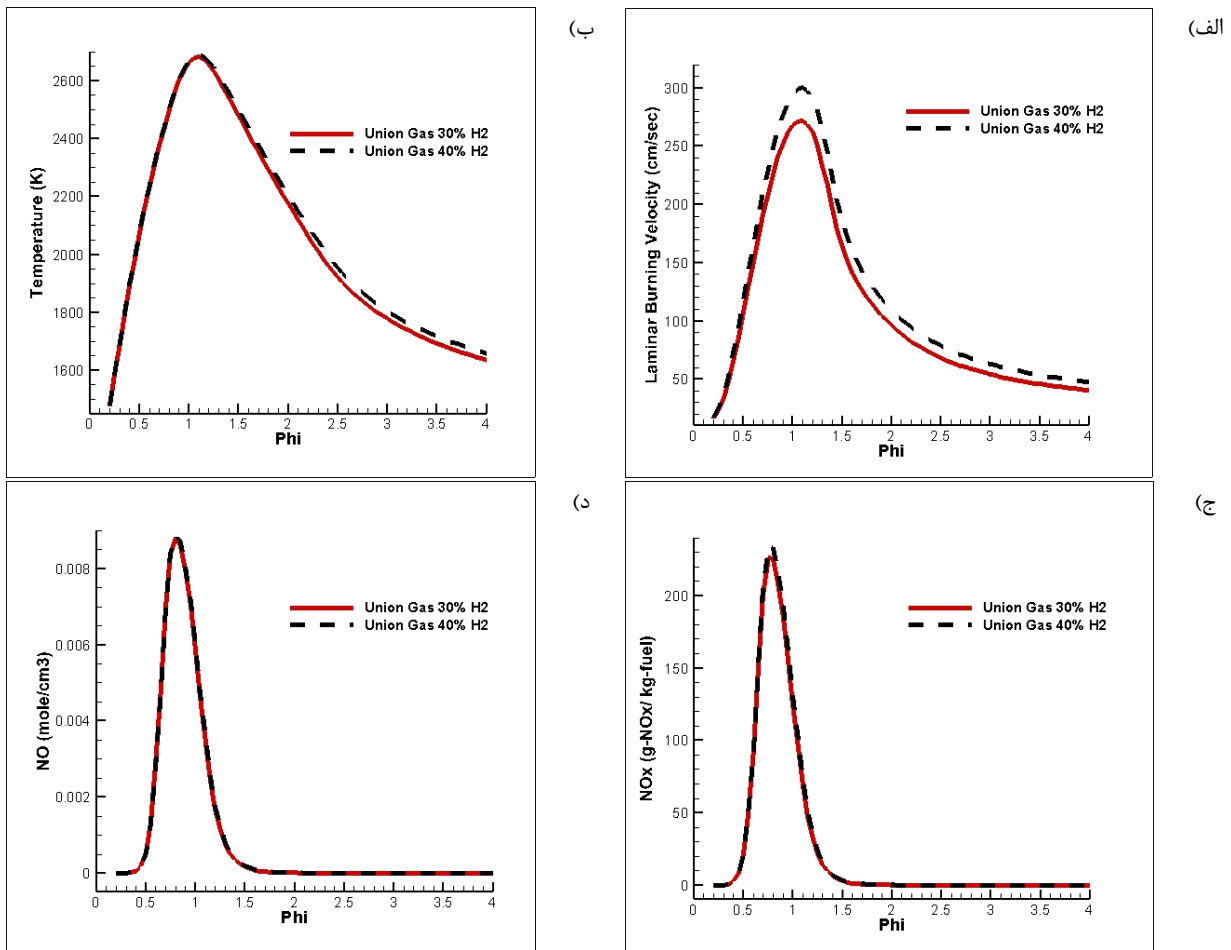 الف)
ب)
300
250
200
150
100
50
0
0.5
1
1.5
2
2.5
3
3.5
4
Laminar Burning Velocity (cm/sec)
Phi
Union Gas 30% H2
Union Gas 40% H2
2600
2400
2200
2000
1800
1600
0
0.5
1
1.5
2
2.5
3
3.5
4
Temperature (K)
Phi
Union Gas 30% H2
Union Gas 40% H2
ج)
د)
200
150
100
50
0
0
0.5
1
1.5
2
2.5
3
3.5
4
NOx (g-NOx/ kg-fuel)
Phi
Union Gas 30% H2
Union Gas 40% H2
0.008
0.006
0.004
0.002
0
0
0.5
1
1.5
2
2.5
3
3.5
4
NO (mole/cm3)
Phi
Union Gas 30% H2
Union Gas 40% H2